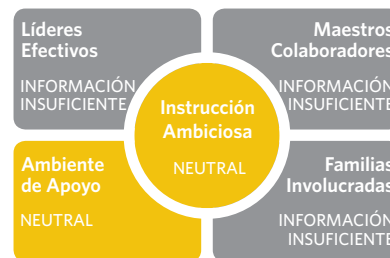 Líderes
Efectivos
INFORMACIÓN
INSUFICIENTE
Maestros
Colaboradores
INFORMACIÓN
INSUFICIENTE
Instrucción
Ambiciosa
NEUTRAL
Ambiente
de Apoyo
NEUTRAL
Familias
Involucradas
INFORMACIÓN
INSUFICIENTE